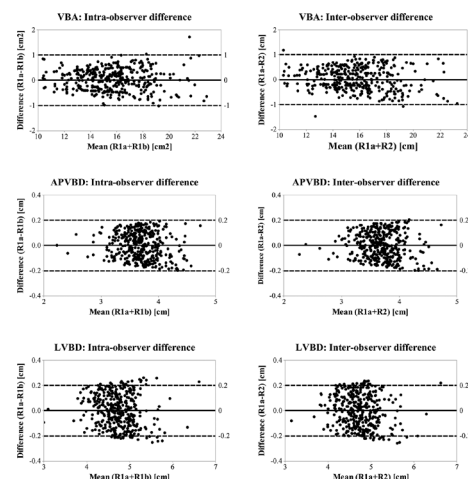 VBA: Intra-observer difference
Difference (R1a-R1b) [cm2]
2
1
0
-1
-2
1
0
-1
10 12 14 16 18 20 22 24
Mean (R1a+R1b) [cm2]
VBA: Inter-observer difference
Difference (R1a-R2) [cm]
2
1
0
-1
-2
1
0
-1
10 12 14 16 18 20 22 24
Mean (R1a+R2) [cm]
APVBD: Intra-observer difference
Difference (R1a-R1b) [cm]
0.4
0.2
0.0
-0.2
-0.4
0.2
0
-0.2
2 3 4 5
Mean (R1a+R1b) [cm]
APVBD: Inter-observer difference
Difference (R1a-R2) [cm]
0.4
0.2
0.0
-0.2
-0.4
0.2
0
-0.2
2 3 4 5
Mean (R1a+R2) [cm]
LVBD: Intra-observer difference
Difference (R1a-R1b) [cm]
0.4
0.2
0.0
-0.2
-0.4
0.2
0
-0.2
3 4 5 6 7
Mean (R1a+R1b) [cm]
LVBD: Inter-observer difference
Difference (R1a-R2) [cm]
0.4
0.2
0.0
-0.2
-0.4
0.2
0
-0.2
3 4 5 6 7
Mean (R1a+R2) [cm]